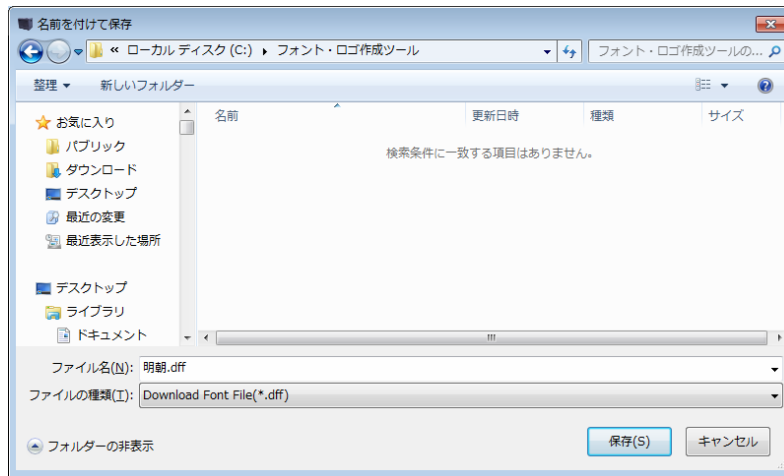 名前を付けて保存
« ローカル ディスク (C:) ▸ フォント・ロゴ作成ツール
フォント・ロゴ作成ツールの...
整理 ▼ 新しいフォルダー
お気に入り
パブリック
ダウンロード
デスクトップ
最近の変更
最近表示した場所
デスクトップ
ライブラリ
ドキュメント
名前 更新日時 種類 サイズ
検索条件に一致する項目はありません。
ファイル名(N): 明朝.dff
ファイルの種類(T): Download Font File(*.dff)
フォルダーの非表示
保存(S) キャンセル